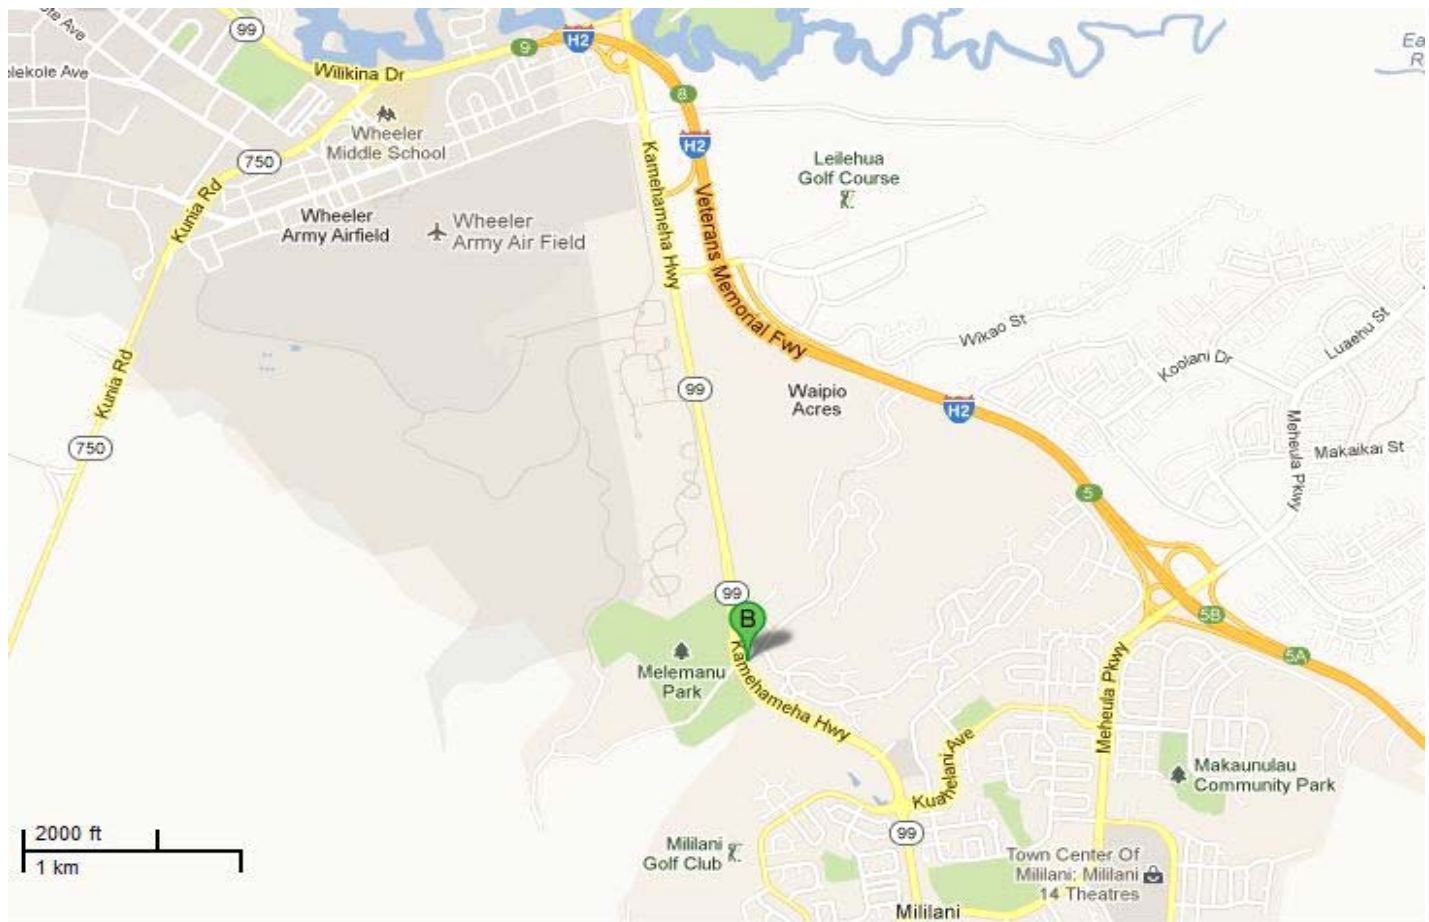 99
H2
9
Wilikina Dr
8
Wheeler
Middle School
H2
750
Leilehua
Golf Course
Kamehameha Hwy
Kunia Rd
Wheeler
Army Airfield
Wheeler
Army Air Field
Veterans Memorial Fwy
Wikao St
Luaehu St
Koolani Dr
Kunia Rd
99
Waipio
Acres
H2
Meheula Pkwy
Makaikai St
750
5
99
B
5B
5A
Melemanu
Park
Kamehameha Hwy
Meheula Pkwy
Kuahelani Ave
Makaunulau
Community Park
2000 ft
1 km
99
Mililani
Golf Club
Town Center Of
Mililani: Mililani
14 Theatres
Mililani